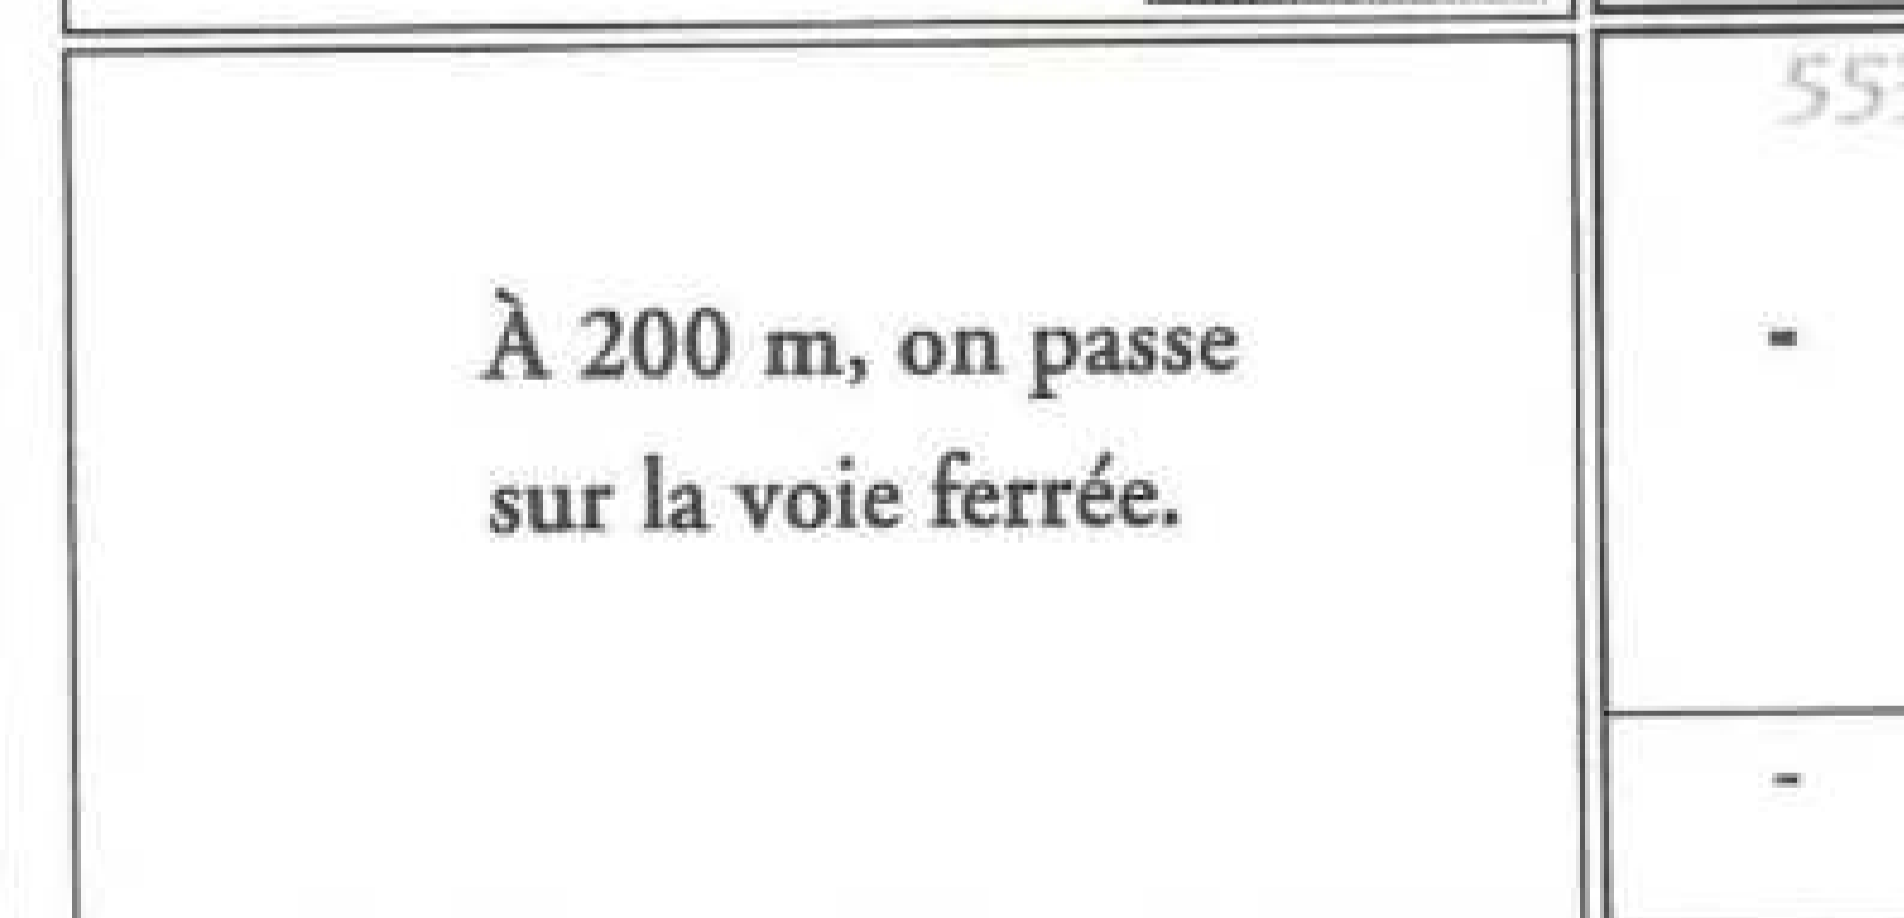 À 200 m, on passe
sur la voie ferrée.
-
-